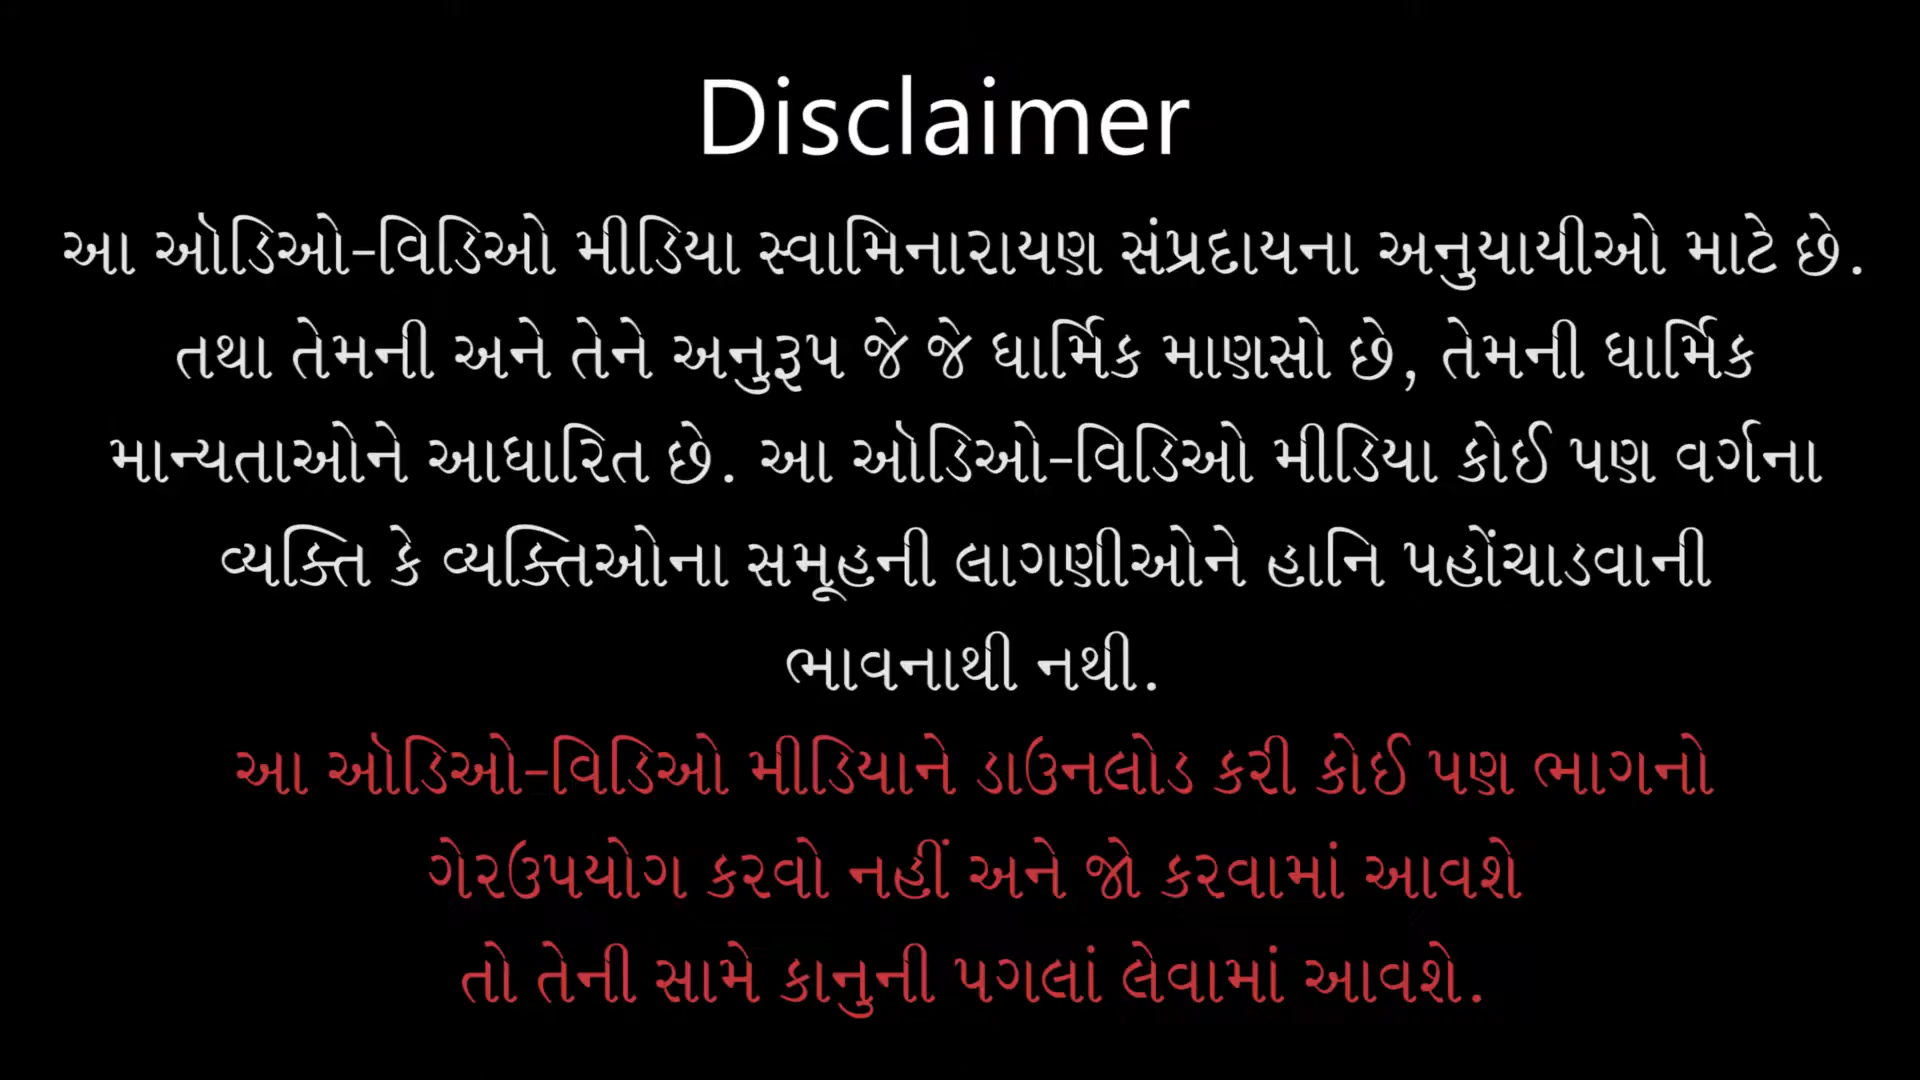 Disclaimer
આ ઑડિઓ-વિડિઓ મીડિયા સ્વામિનારાયણ સંપ્રદાયના અનુયાયીઓ માટે છે.
તથા તેમની અને તેને અનુરૂપ જે જે ધાર્મિક માણસો છે, તેમની ધાર્મિક
માન્યતાઓને આધારિત છે. આ ઑડિઓ-વિડિઓ મીડિયા કોઈ પણ વર્ગના
વ્યક્તિ કે વ્યક્તિઓના સમૂહની લાગણીઓને હાનિ પહોંચાડવાની
ભાવનાથી નથી.
આ ઑડિઓ-વિડિઓ મીડિયાને ડાઉનલોડ કરી કોઈ પણ ભાગનો
ગેરઉપયોગ કરવો નહીં અને જો કરવામાં આવશે
તો તેની સામે કાનુની પગલાં લેવામાં આવશે.